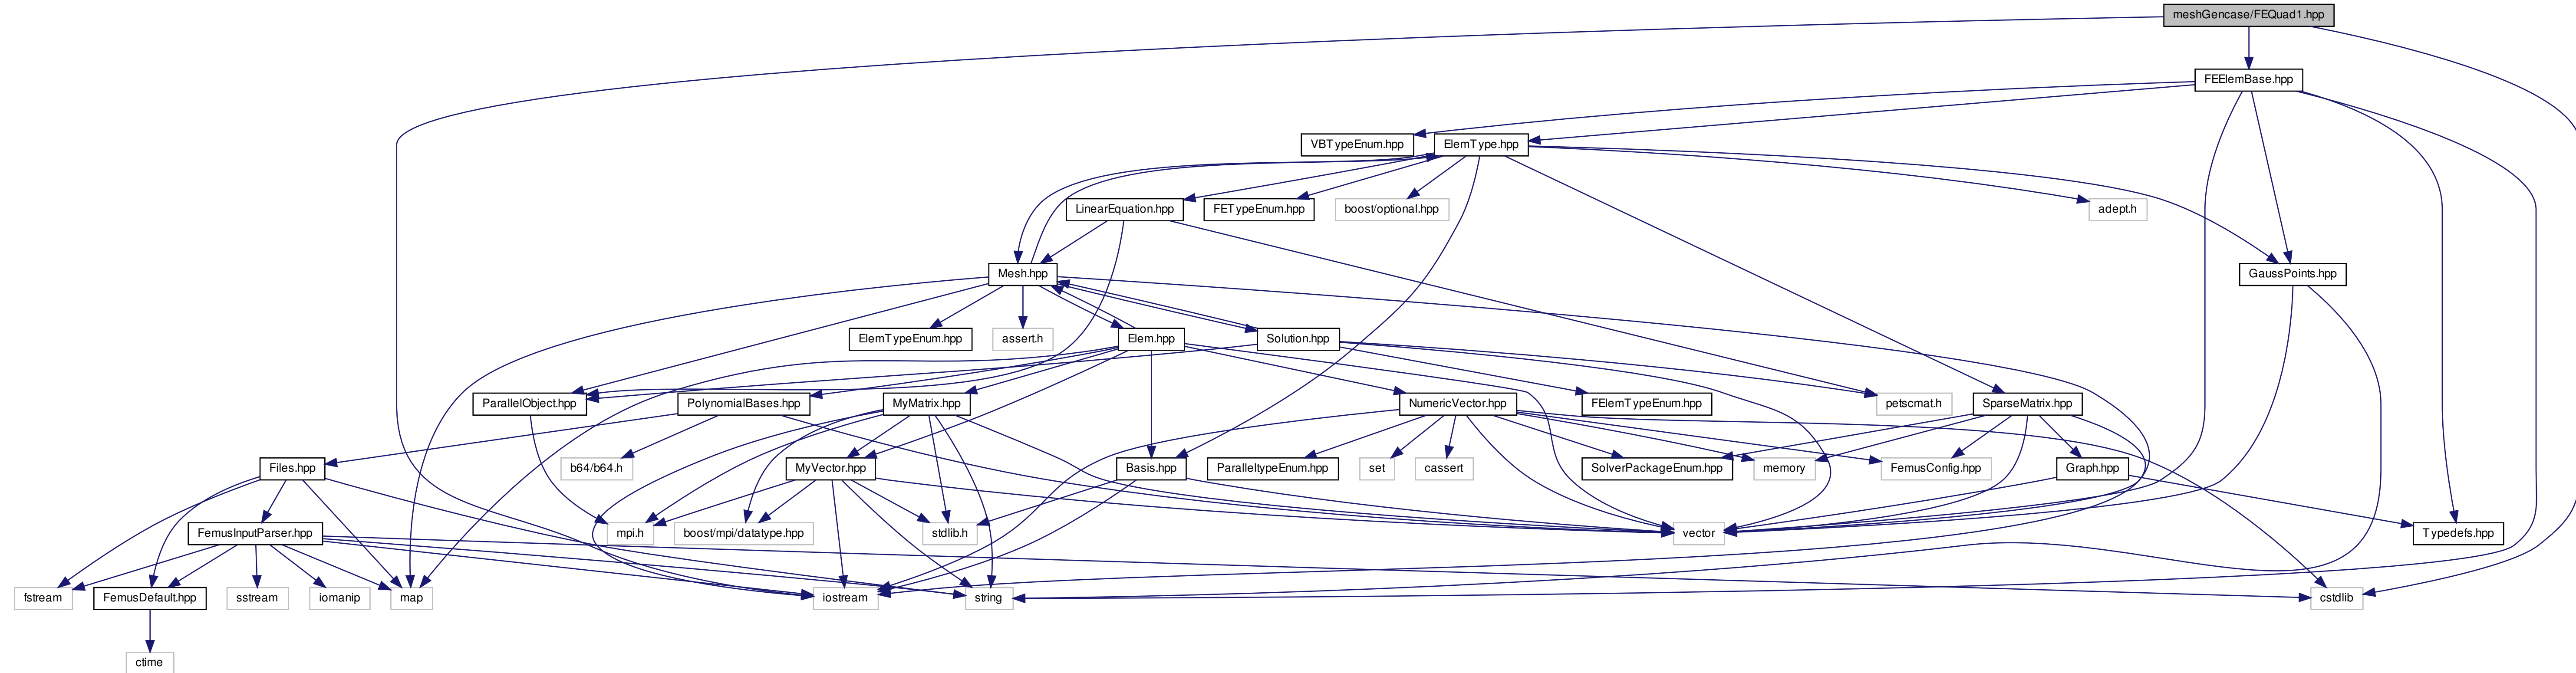 meshGencase/FEQuad1.hpp
FEElemBase.hpp
VBTypeEnum.hpp
ElemType.hpp
LinearEquation.hpp
FETypeEnum.hpp
boost/optional.hpp
adept.h
Mesh.hpp
GaussPoints.hpp
ElemTypeEnum.hpp
assert.h
Elem.hpp
Solution.hpp
ParallelObject.hpp
PolynomialBases.hpp
MyMatrix.hpp
NumericVector.hpp
FElemTypeEnum.hpp
petscmat.h
SparseMatrix.hpp
Files.hpp
b64/b64.h
MyVector.hpp
Basis.hpp
ParalleltypeEnum.hpp
set
cassert
SolverPackageEnum.hpp
memory
FemusConfig.hpp
Graph.hpp
FemusInputParser.hpp
mpi.h
boost/mpi/datatype.hpp
stdlib.h
vector
Typedefs.hpp
fstream
FemusDefault.hpp
sstream
iomanip
map
iostream
string
cstdlib
ctime